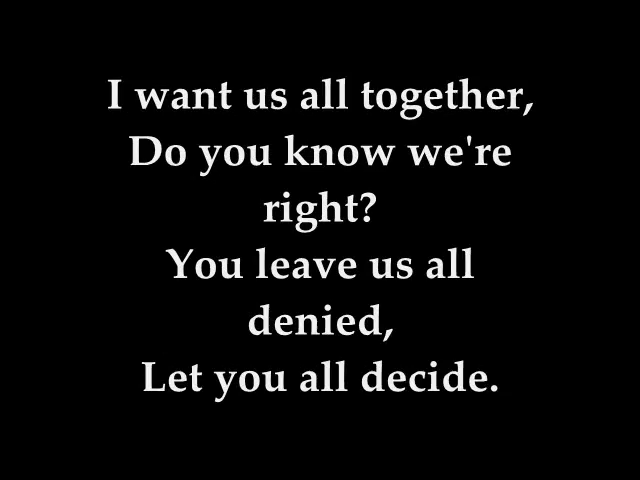 I want us all together,
Do you know we're
right?
You leave us all
denied,
Let you all decide.